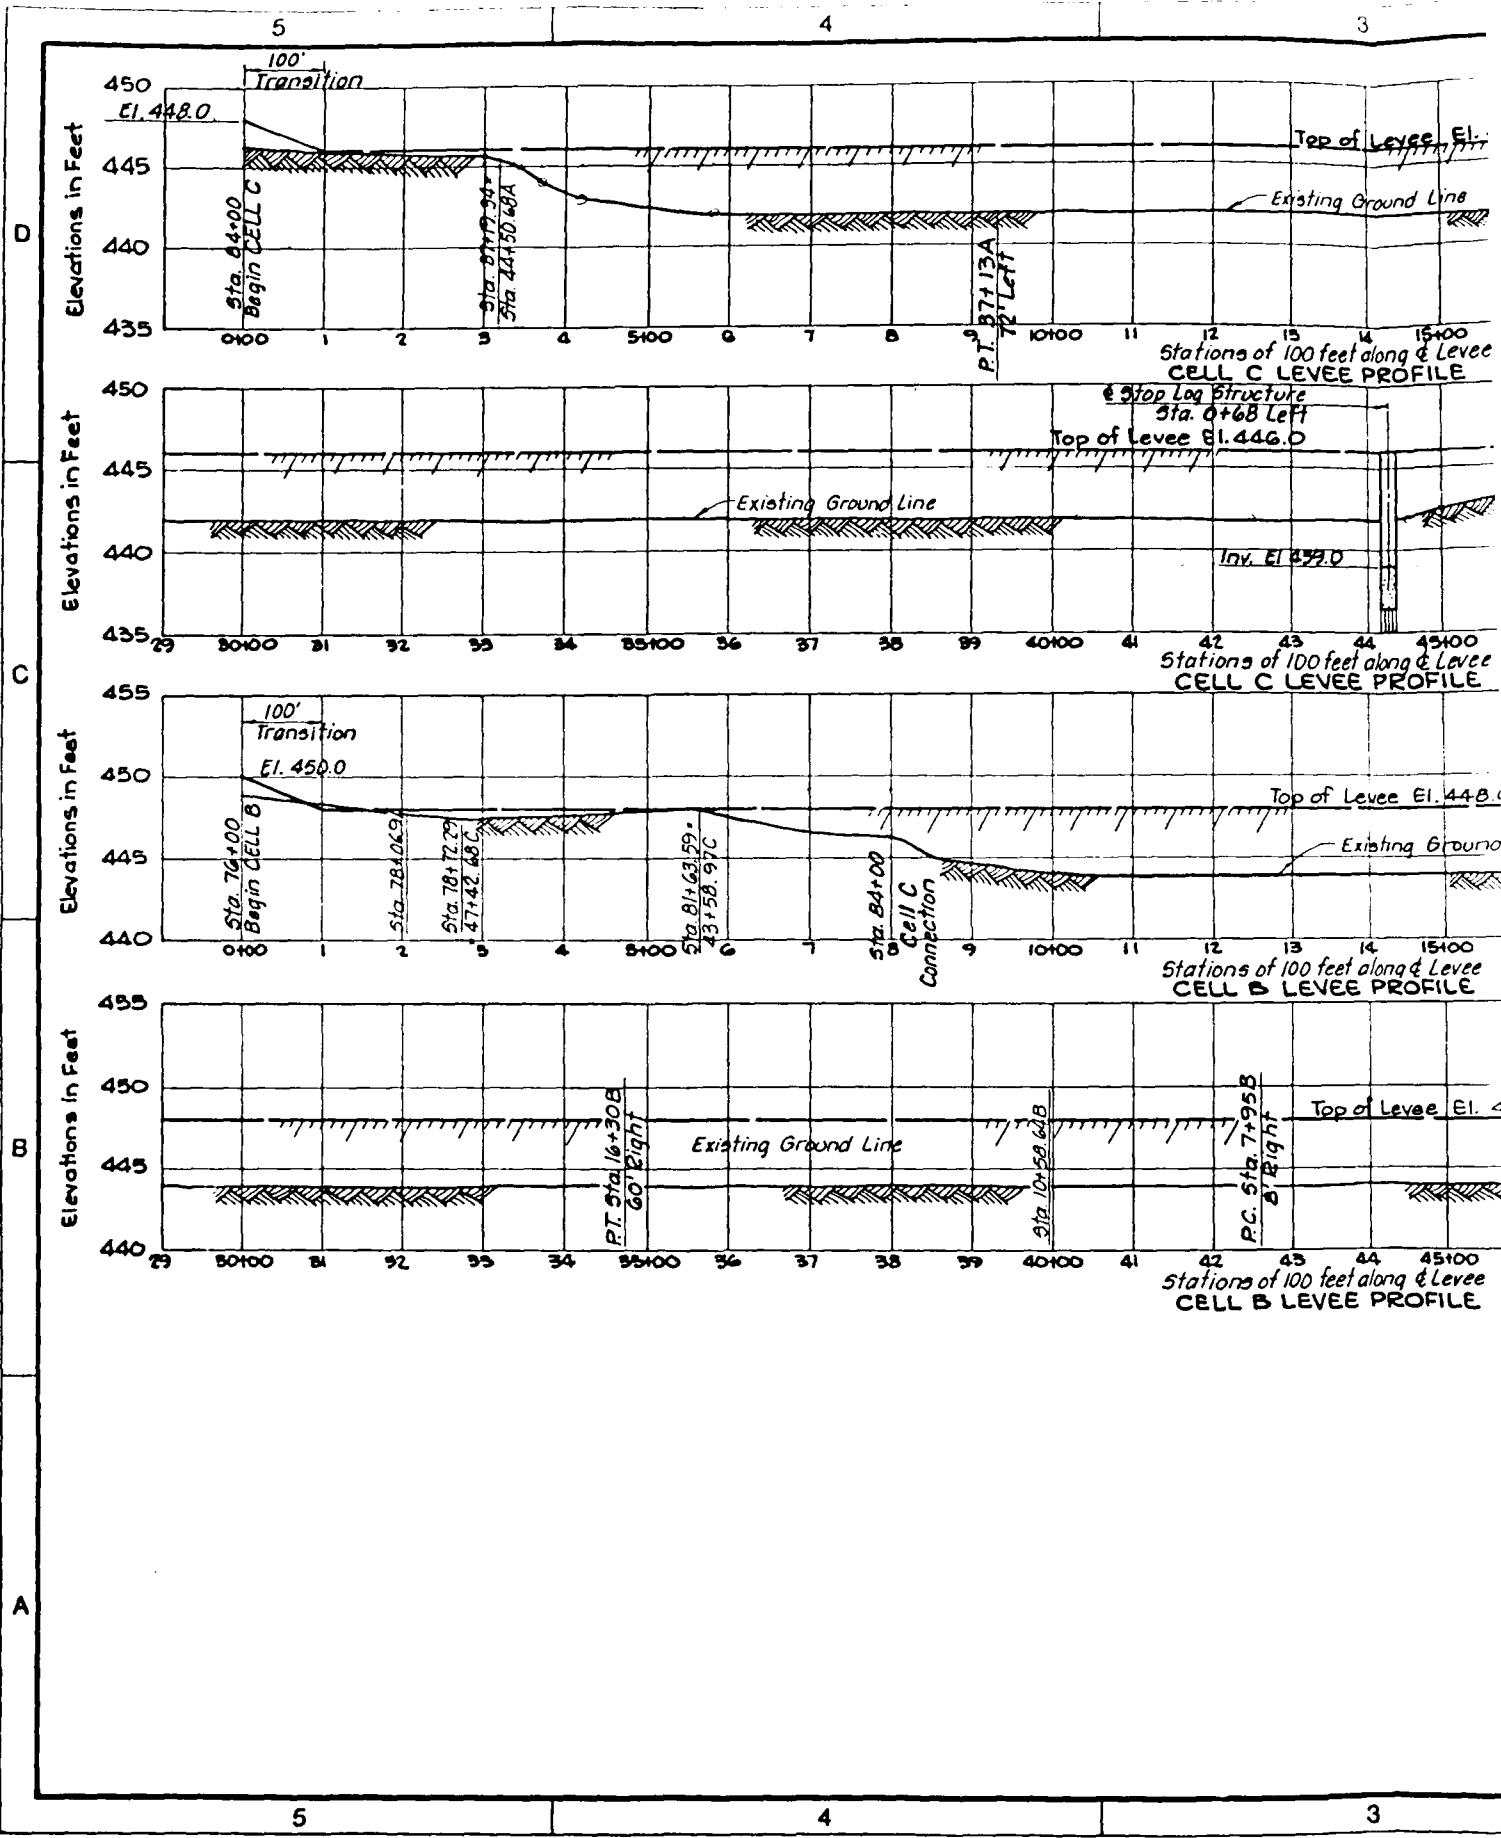 5 4 3
100'
Transition
450
El. 448.0
445
440
435
Elevations in Feet
Sta. 84+00
Begin CELL C
Sta. 44+50.68A
Top of Levee El.
Existing Ground Line
P.T. 37+13A
72' Left
0+00 1 2 3 4 5+00 6 7 8 9 10+00 11 12 13 14 15+00
Stations of 100 feet along ℄ Levee
CELL C LEVEE PROFILE
450
445
440
435
Elevations in Feet
℄ Stop Log Structure
Sta. 0+68 Left
Top of Levee El. 446.0
Existing Ground Line
Inv. El 439.0
29 30+00 31 32 33 34 35+00 36 37 38 39 40+00 41 42 43 44 45+00
Stations of 100 feet along ℄ Levee
CELL C LEVEE PROFILE
455
450
445
440
Elevations in Feet
100'
Transition
El. 450.0
Sta. 76+00
Begin CELL B
Sta. 78+72.29
47+42.68C
Sta. 81+63.59=
43+58.97C
Sta. 84+00
Cell C
Connection
Top of Levee El. 448.
Existing Ground
0+00 1 2 3 4 5+00 6 7 8 9 10+00 11 12 13 14 15+00
Stations of 100 feet along ℄ Levee
CELL B LEVEE PROFILE
455
450
445
440
Elevations in Feet
P.T. Sta. 16+30B
60' Right
Existing Ground Line
Sta. 10+58.64B
P.C. Sta. 7+95B
8' Right
Top of Levee El. 4
29 30+00 31 32 33 34 35+00 36 37 38 39 40+00 41 42 43 44 45+00
Stations of 100 feet along ℄ Levee
CELL B LEVEE PROFILE
D
C
B
A
5 4 3